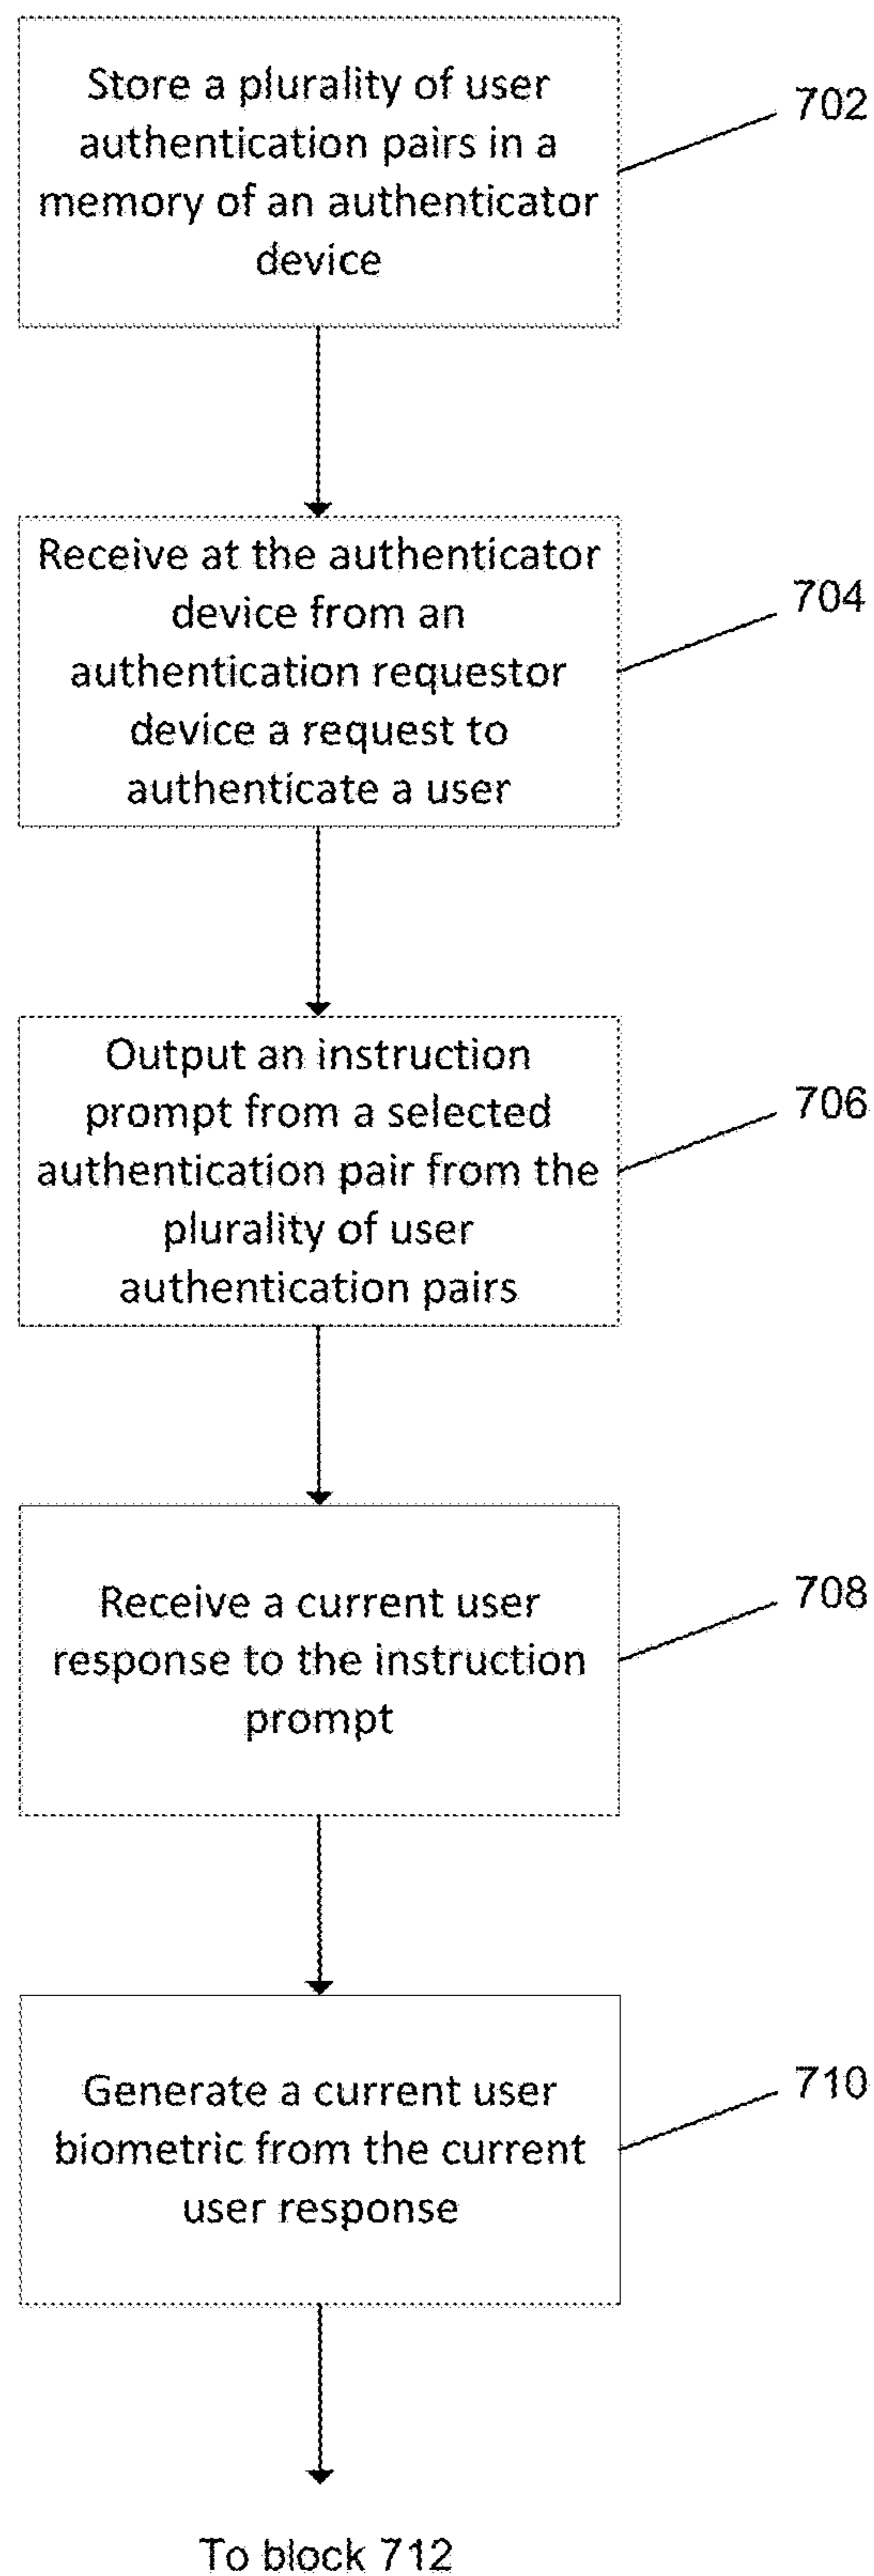 Store a plurality of user
authentication pairs in a
memory of an authenticator
device
702
Receive at the authenticator
device from an
authentication requestor
device a request to
authenticate a user
704
Output an instruction
prompt from a selected
authentication pair from the
plurality of user
authentication pairs
706
Receive a current user
response to the instruction
prompt
708
Generate a current user
biometric from the current
user response
710
To block 712